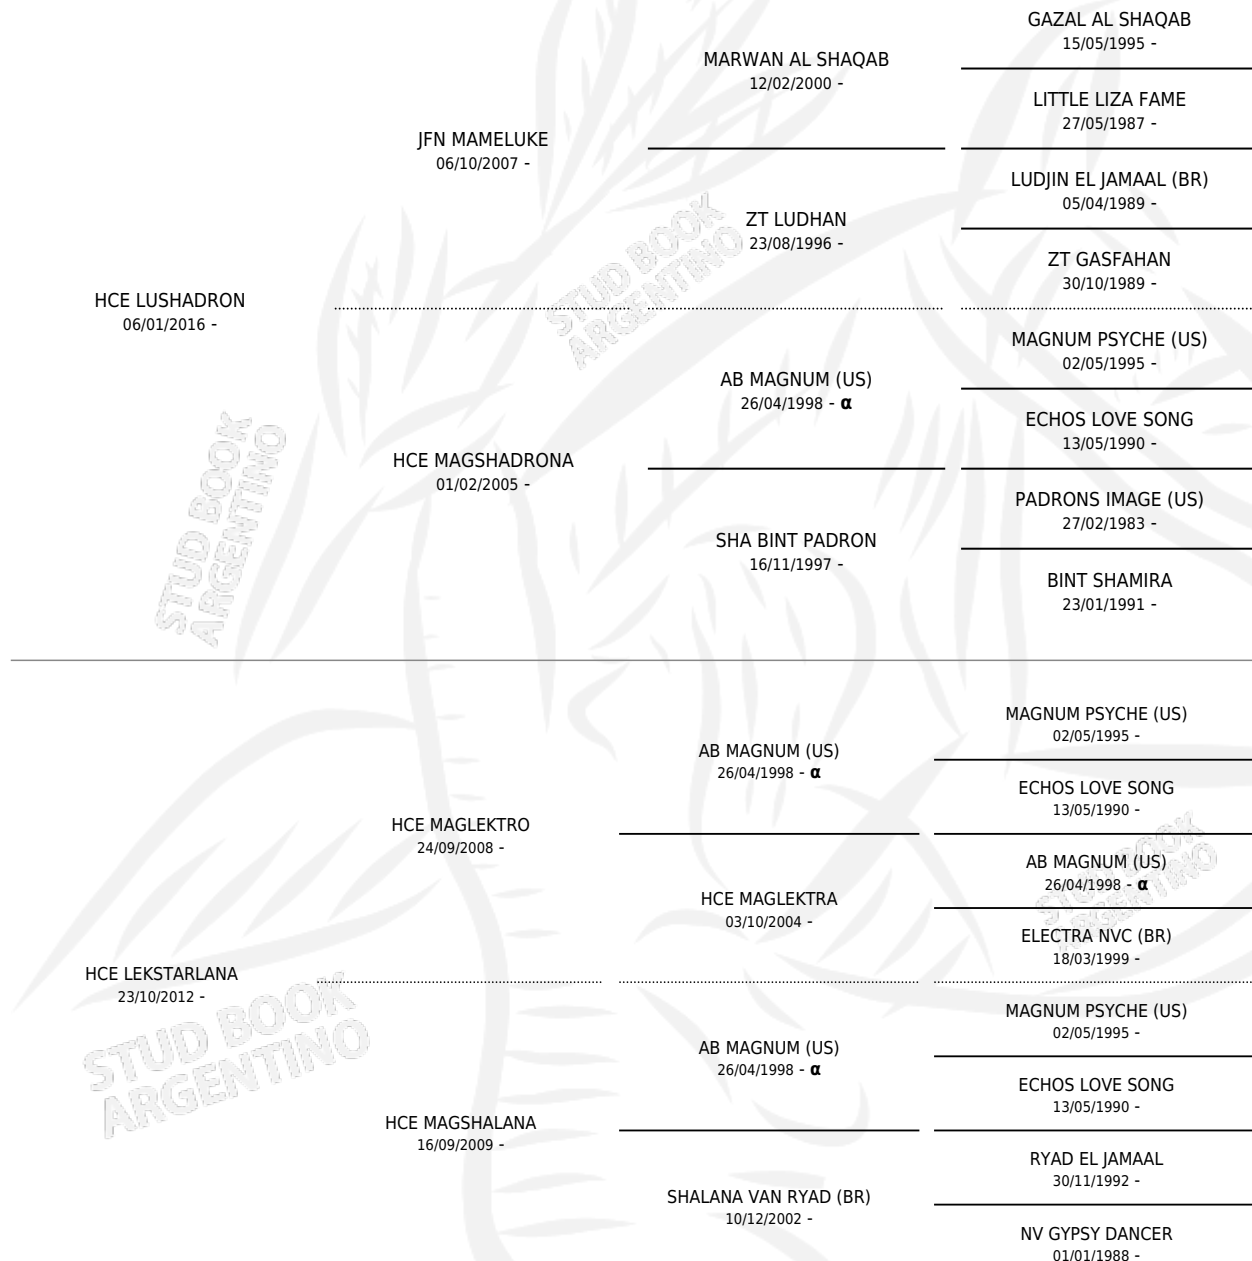 GAZAL AL SHAQAB
15/05/1995 -
MARWAN AL SHAQAB
12/02/2000 -
LITTLE LIZA FAME
27/05/1987 -
JFN MAMELUKE
06/10/2007 -
LUDJIN EL JAMAAL (BR)
05/04/1989 -
ZT LUDHAN
23/08/1996 -
ZT GASFAHAN
30/10/1989 -
HCE LUSHADRON
06/01/2016 -
MAGNUM PSYCHE (US)
02/05/1995 -
AB MAGNUM (US)
26/04/1998 - α
ECHOS LOVE SONG
13/05/1990 -
HCE MAGSHADRONA
01/02/2005 -
PADRONS IMAGE (US)
27/02/1983 -
SHA BINT PADRON
16/11/1997 -
BINT SHAMIRA
23/01/1991 -
STUD BOOK
ARGENTINO
STUD BOOK
ARGENTINO
MAGNUM PSYCHE (US)
02/05/1995 -
AB MAGNUM (US)
26/04/1998 - α
ECHOS LOVE SONG
13/05/1990 -
HCE MAGLEKTRO
24/09/2008 -
AB MAGNUM (US)
26/04/1998 - α
HCE MAGLEKTRA
03/10/2004 -
ELECTRA NVC (BR)
18/03/1999 -
STUD BOOK
ARGENTINO
HCE LEKSTARLANA
23/10/2012 -
MAGNUM PSYCHE (US)
02/05/1995 -
AB MAGNUM (US)
26/04/1998 - α
ECHOS LOVE SONG
13/05/1990 -
STUD BOOK
ARGENTINO
HCE MAGSHALANA
16/09/2009 -
RYAD EL JAMAAL
30/11/1992 -
SHALANA VAN RYAD (BR)
10/12/2002 -
NV GYPSY DANCER
01/01/1988 -